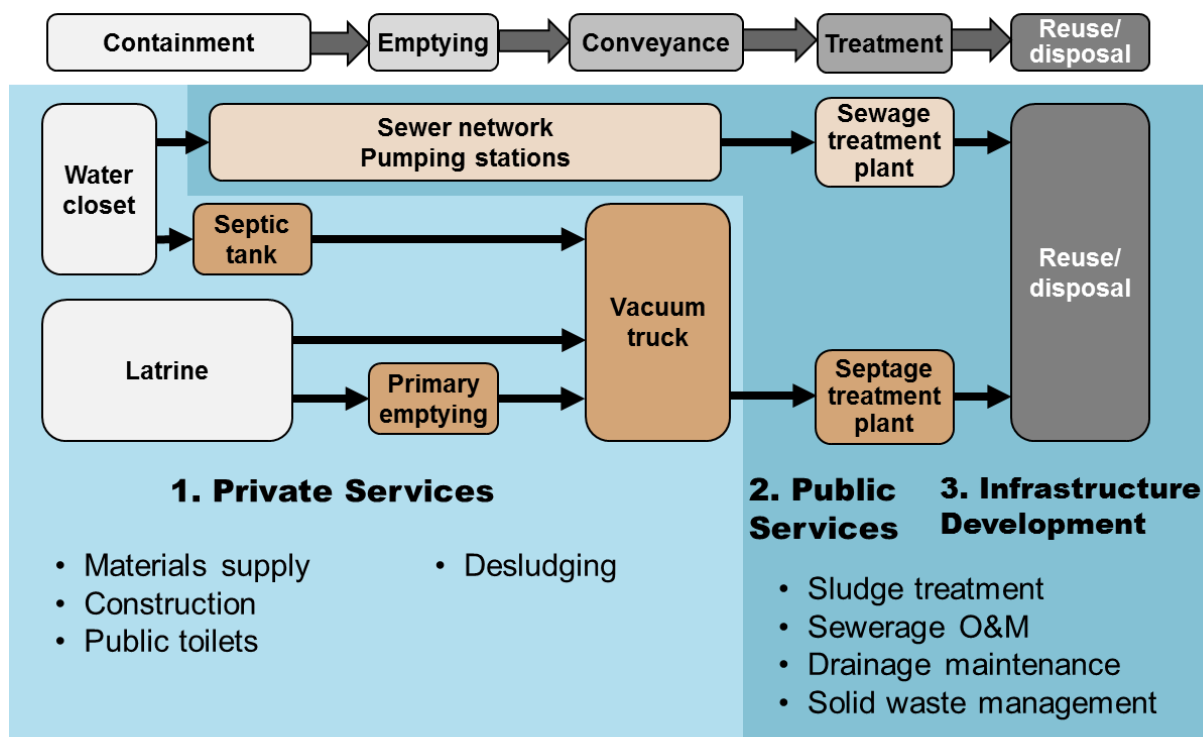 Containment
Emptying
Conveyance
Treatment
Reuse/
disposal
Water
closet
Sewer network
Pumping stations
Sewage
treatment
plant
Septic
tank
Reuse/
disposal
Vacuum
truck
Latrine
Primary
emptying
Septage
treatment
plant
1. Private Services
2. Public
Services
3. Infrastructure
Development
• Materials supply
• Construction
• Public toilets
• Desludging
• Sludge treatment
• Sewerage O&M
• Drainage maintenance
• Solid waste management